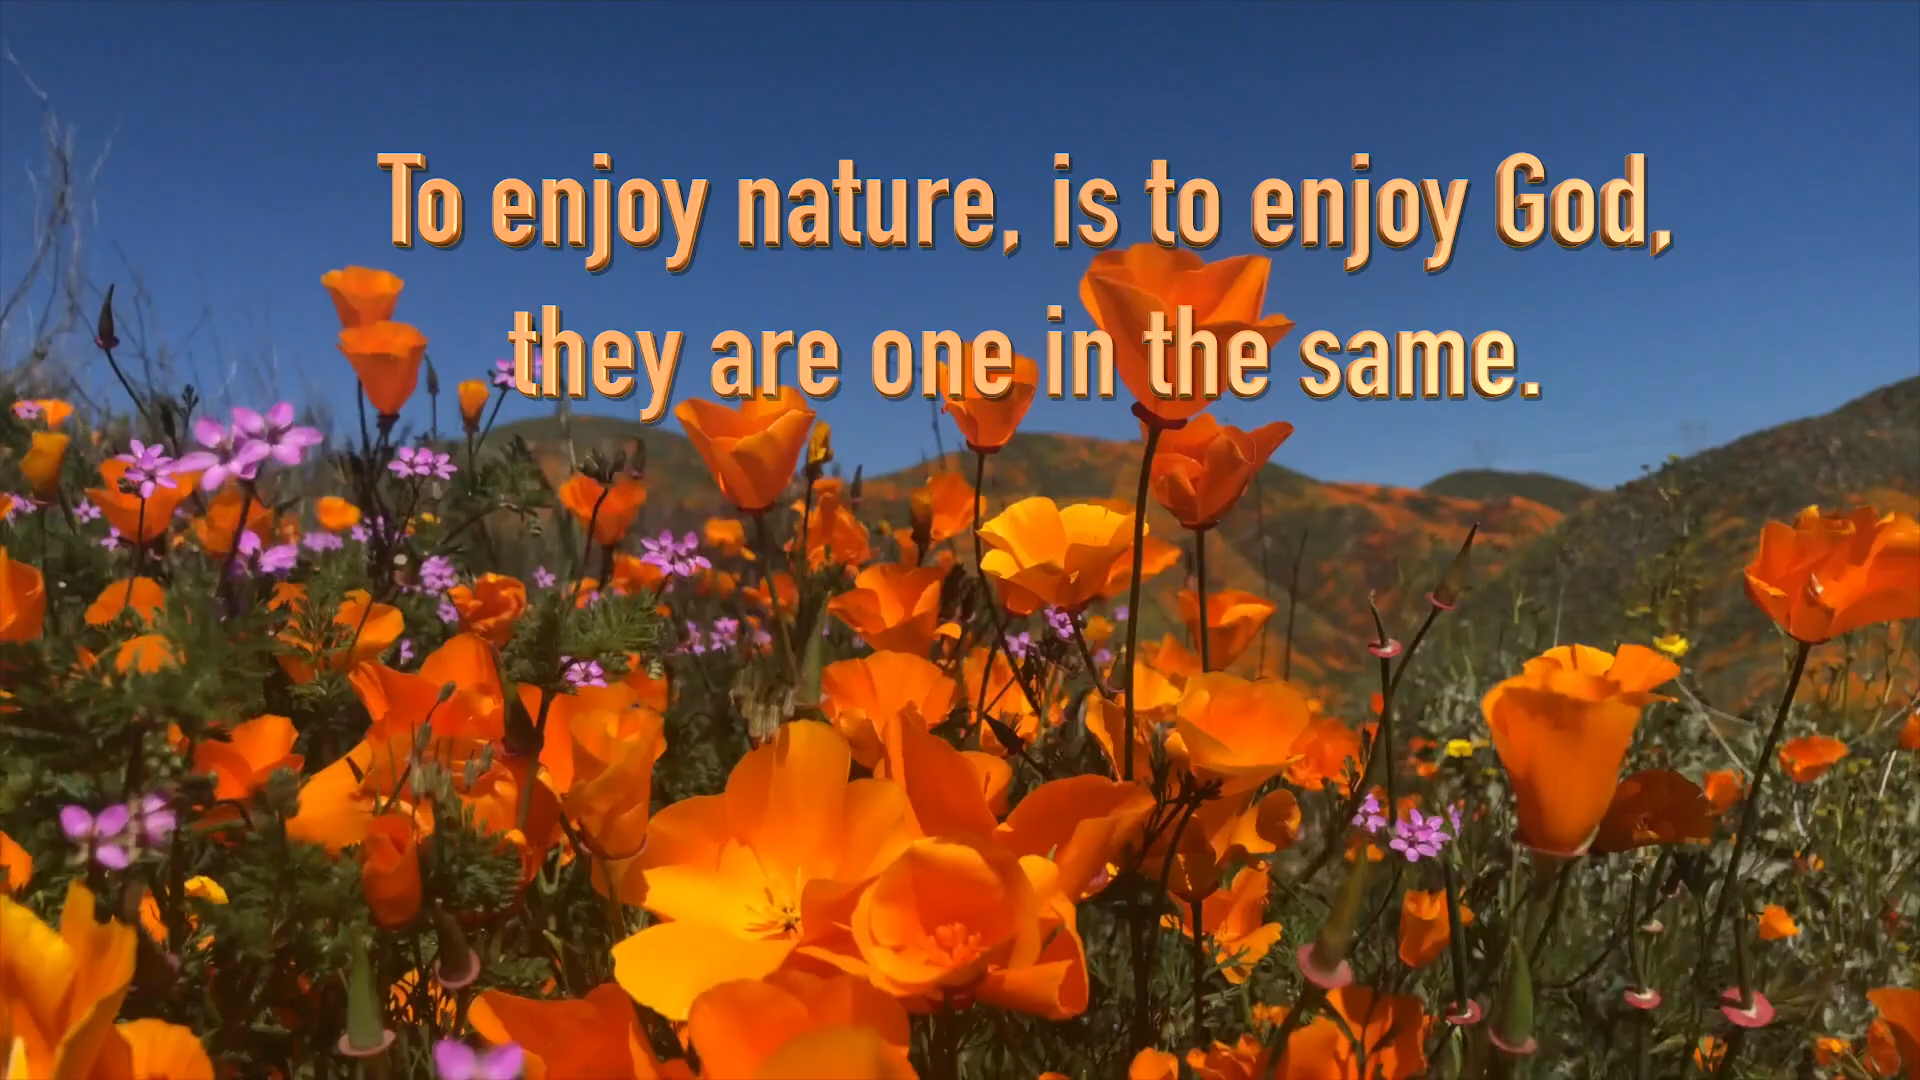 To enjoy nature, is to enjoy God,
they are one in the same.